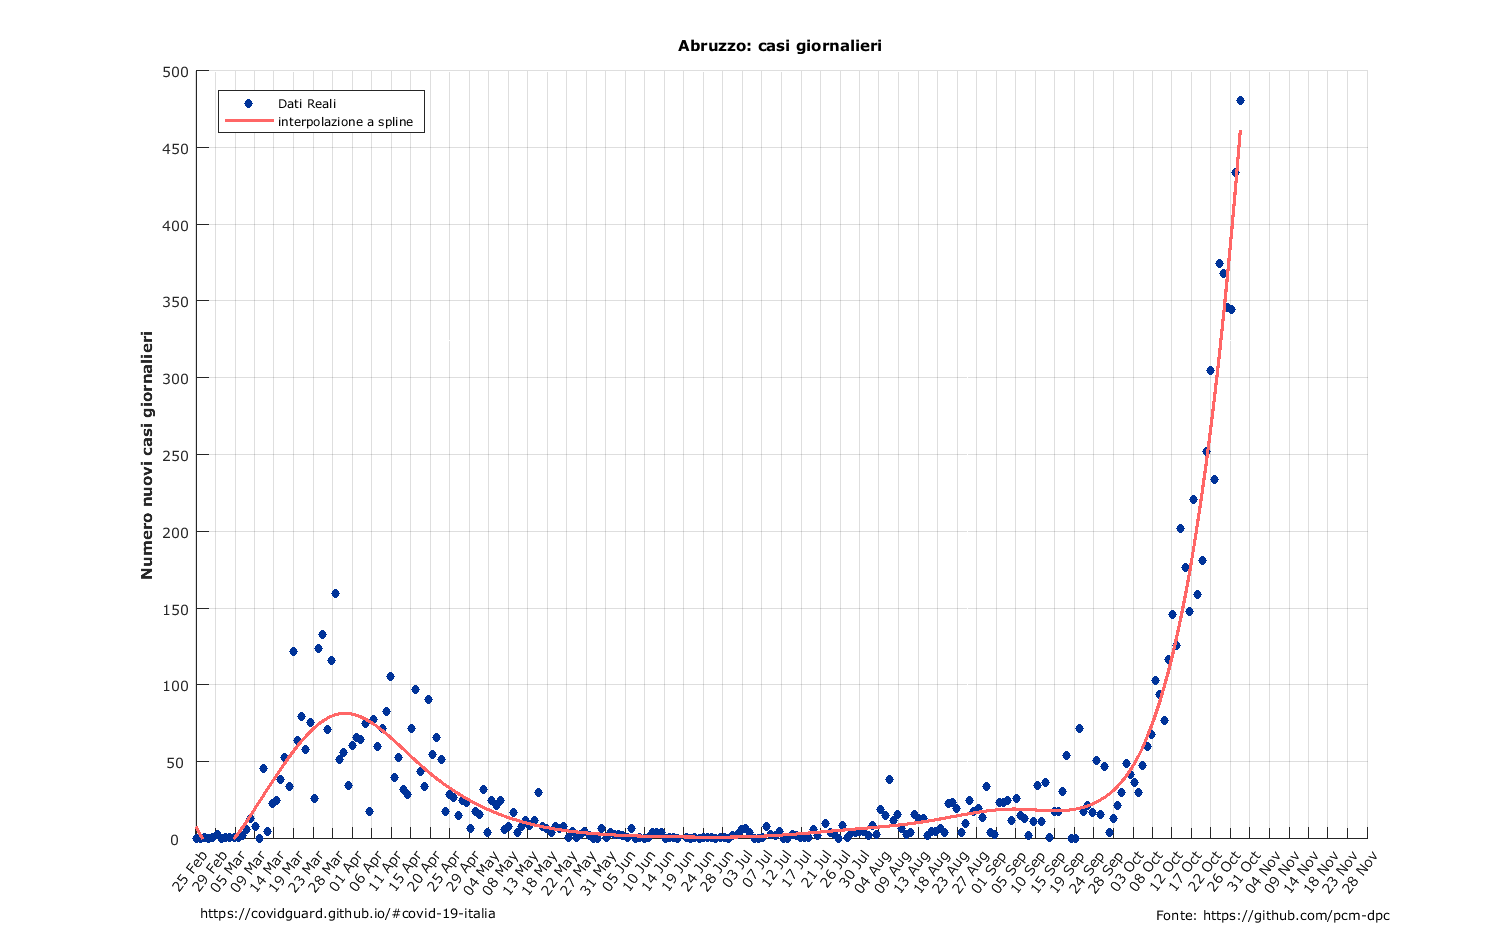 Abruzzo: casi giornalieri
500
450
400
350
300
250
200
150
100
50
0
Numero nuovi casi giornalieri
Dati Reali
interpolazione a spline
25 Feb
29 Feb
05 Mar
09 Mar
14 Mar
19 Mar
23 Mar
28 Mar
01 Apr
06 Apr
11 Apr
15 Apr
20 Apr
25 Apr
29 Apr
04 May
08 May
13 May
18 May
22 May
27 May
31 May
05 Jun
10 Jun
14 Jun
19 Jun
24 Jun
28 Jun
03 Jul
07 Jul
12 Jul
17 Jul
21 Jul
26 Jul
30 Jul
04 Aug
09 Aug
13 Aug
18 Aug
23 Aug
27 Aug
01 Sep
05 Sep
10 Sep
15 Sep
19 Sep
24 Sep
28 Sep
03 Oct
08 Oct
12 Oct
17 Oct
22 Oct
26 Oct
31 Oct
04 Nov
09 Nov
14 Nov
18 Nov
23 Nov
28 Nov
https://covidguard.github.io/#covid-19-italia
Fonte: https://github.com/pcm-dpc